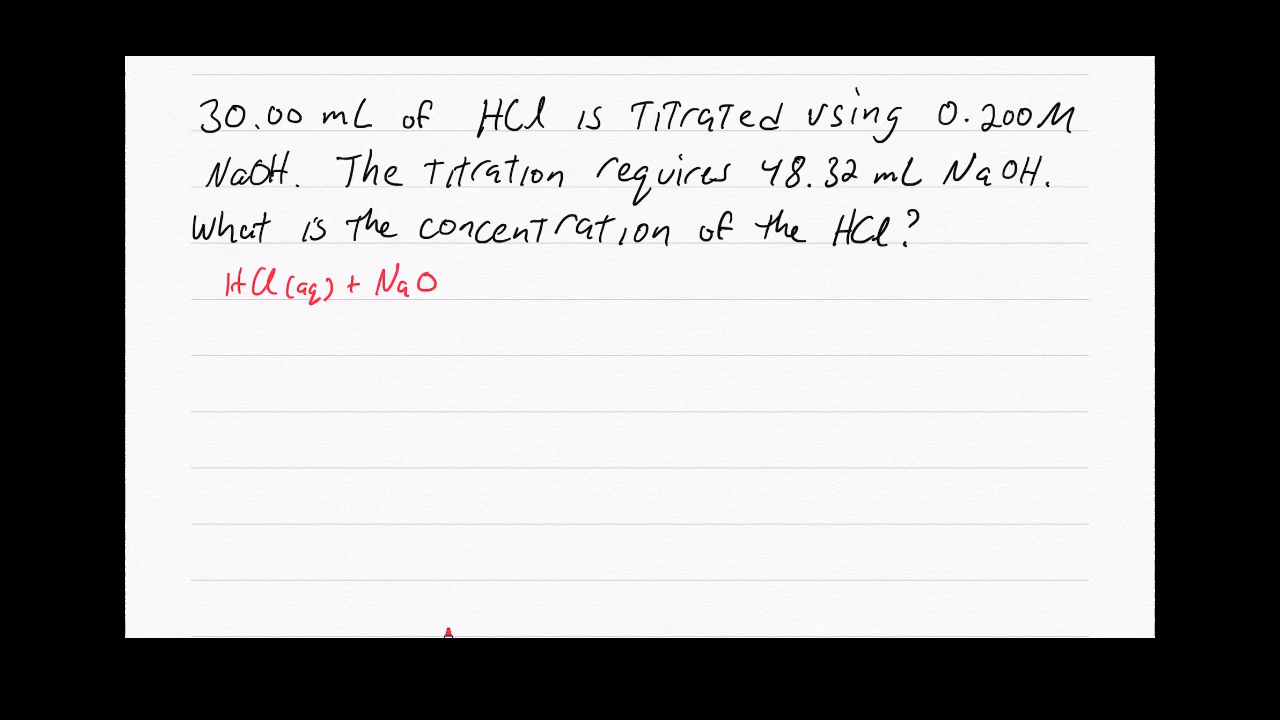 30.00 mL of HCl is Titrated using 0.200M
NaOH. The Titration requires 48.32 mL NaOH.
What is the concentration of the HCl?
HCl(aq) + NaO